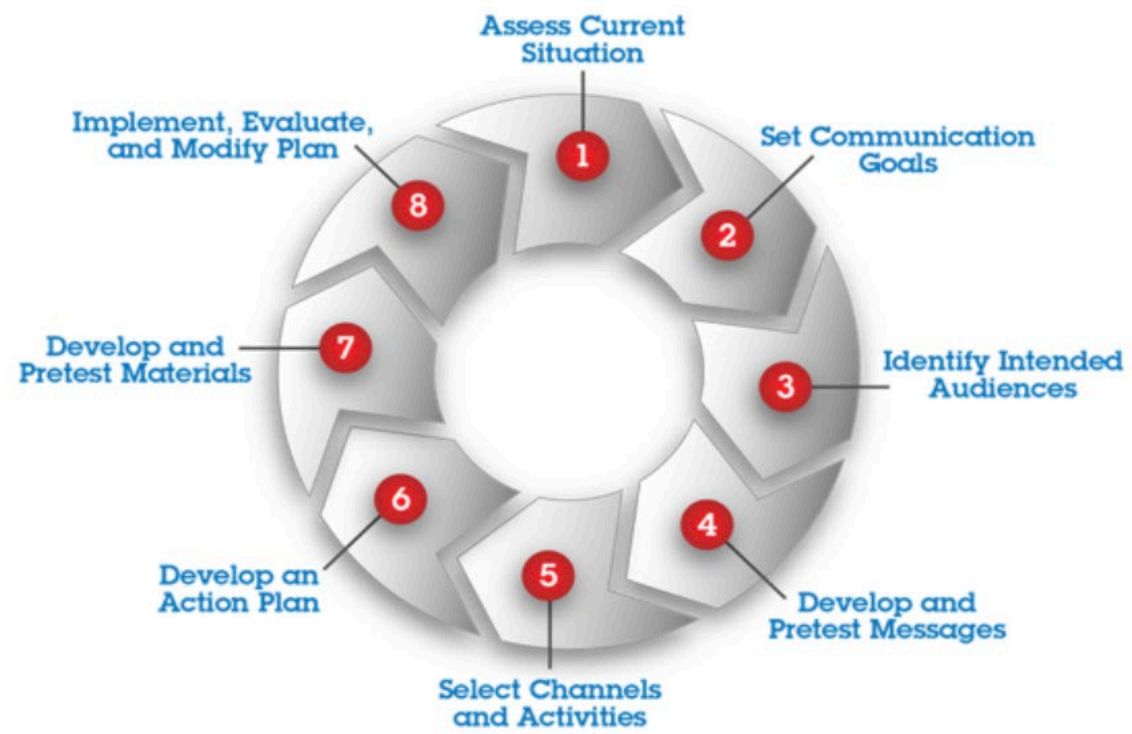 Assess Current
Situation
1
Set Communication
Goals
2
Identify Intended
Audiences
3
Develop and
Pretest Messages
4
Select Channels
and Activities
5
Develop an
Action Plan
6
Develop and
Pretest Materials
7
Implement, Evaluate,
and Modify Plan
8